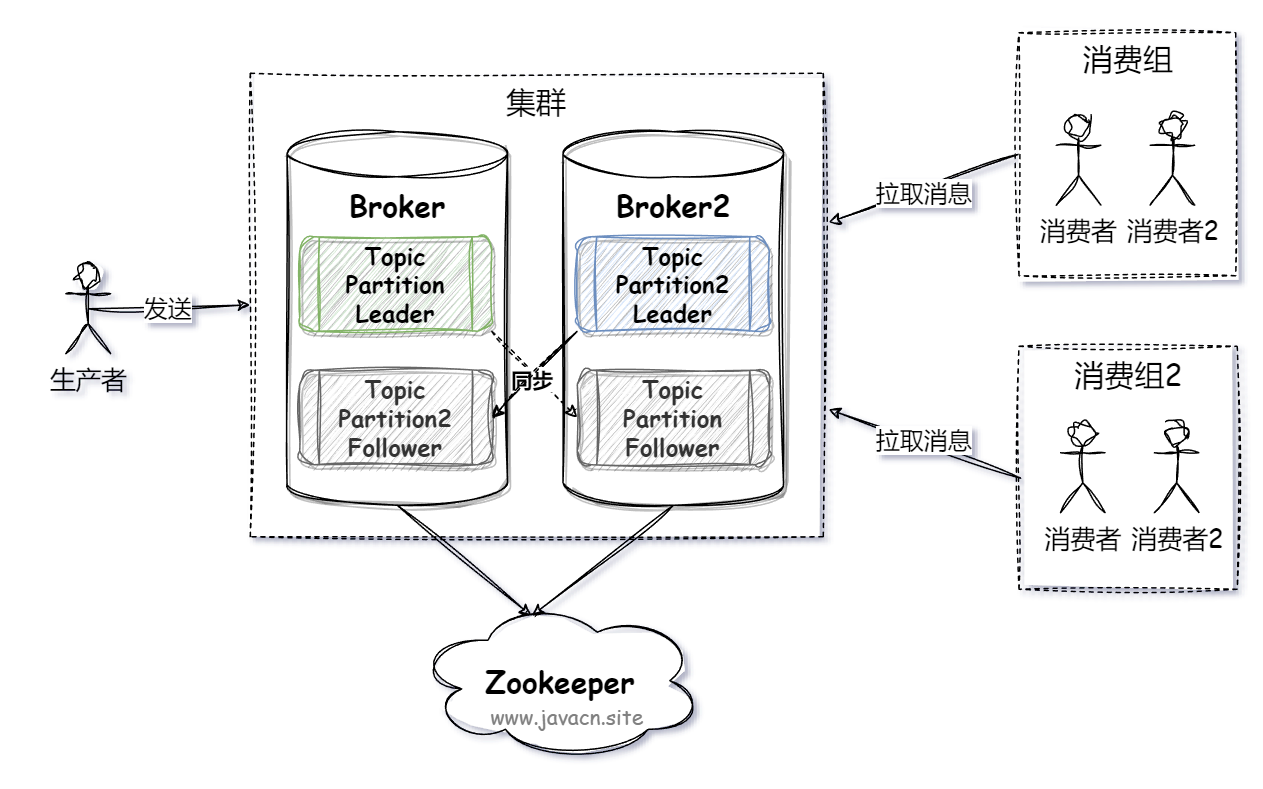 集群
Broker
Topic
Partition
Leader
Topic
Partition2
Follower
Broker2
Topic
Partition2
Leader
Topic
Partition
Follower
同步
发送
生产者
拉取消息
消费组
消费者
消费者2
拉取消息
消费组2
消费者
消费者2
Zookeeper
www.javacn.site